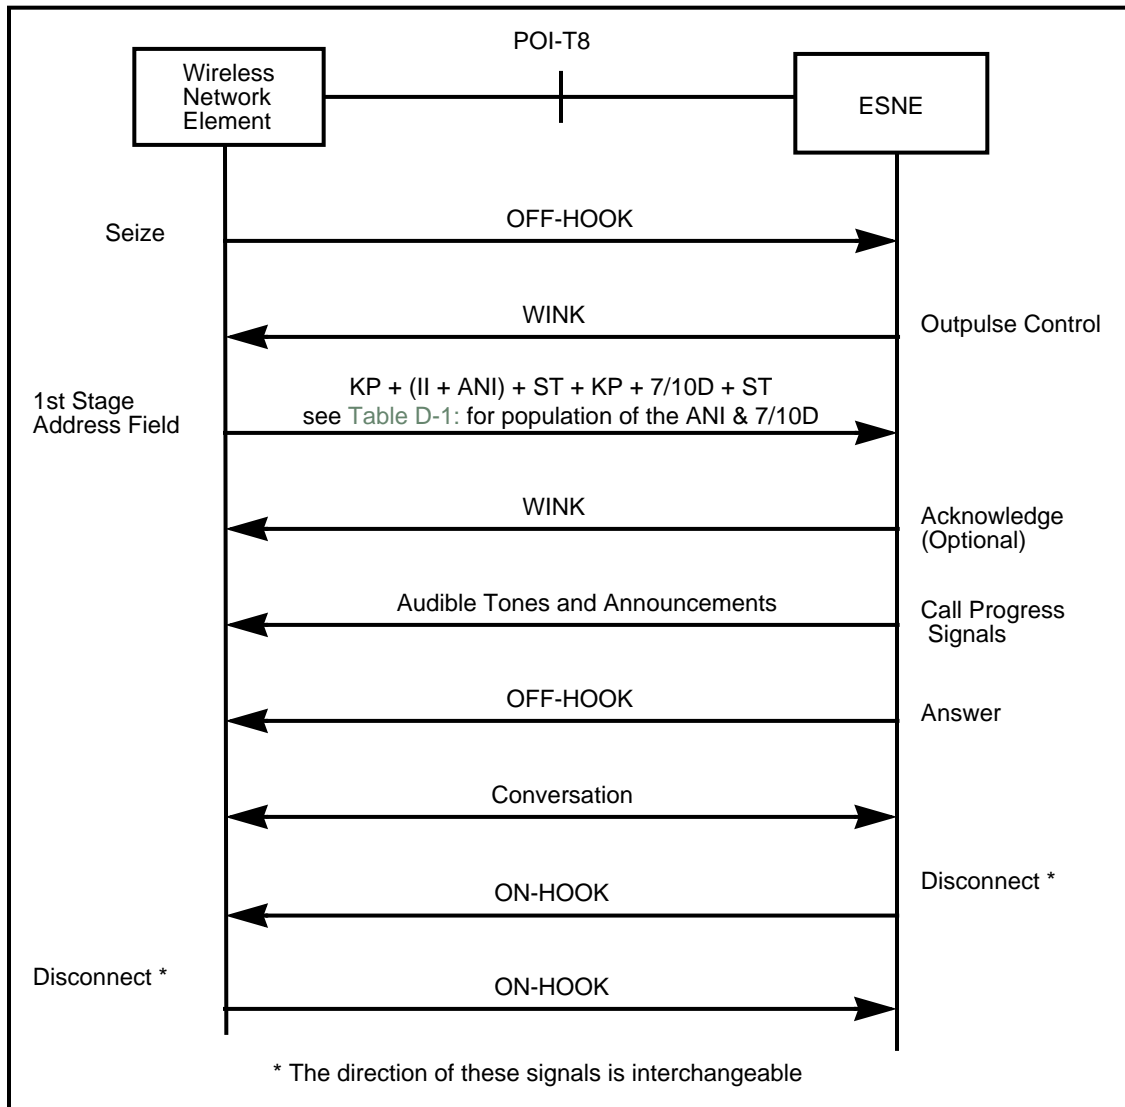 POI-T8
Wireless
Network
Element
ESNE
Seize
OFF-HOOK
WINK
Outpulse Control
1st Stage
Address Field
KP + (II + ANI) + ST + KP + 7/10D + ST
see Table D-1: for population of the ANI & 7/10D
WINK
Acknowledge
(Optional)
Audible Tones and Announcements
Call Progress
Signals
OFF-HOOK
Answer
Conversation
Disconnect *
ON-HOOK
Disconnect *
ON-HOOK
* The direction of these signals is interchangeable